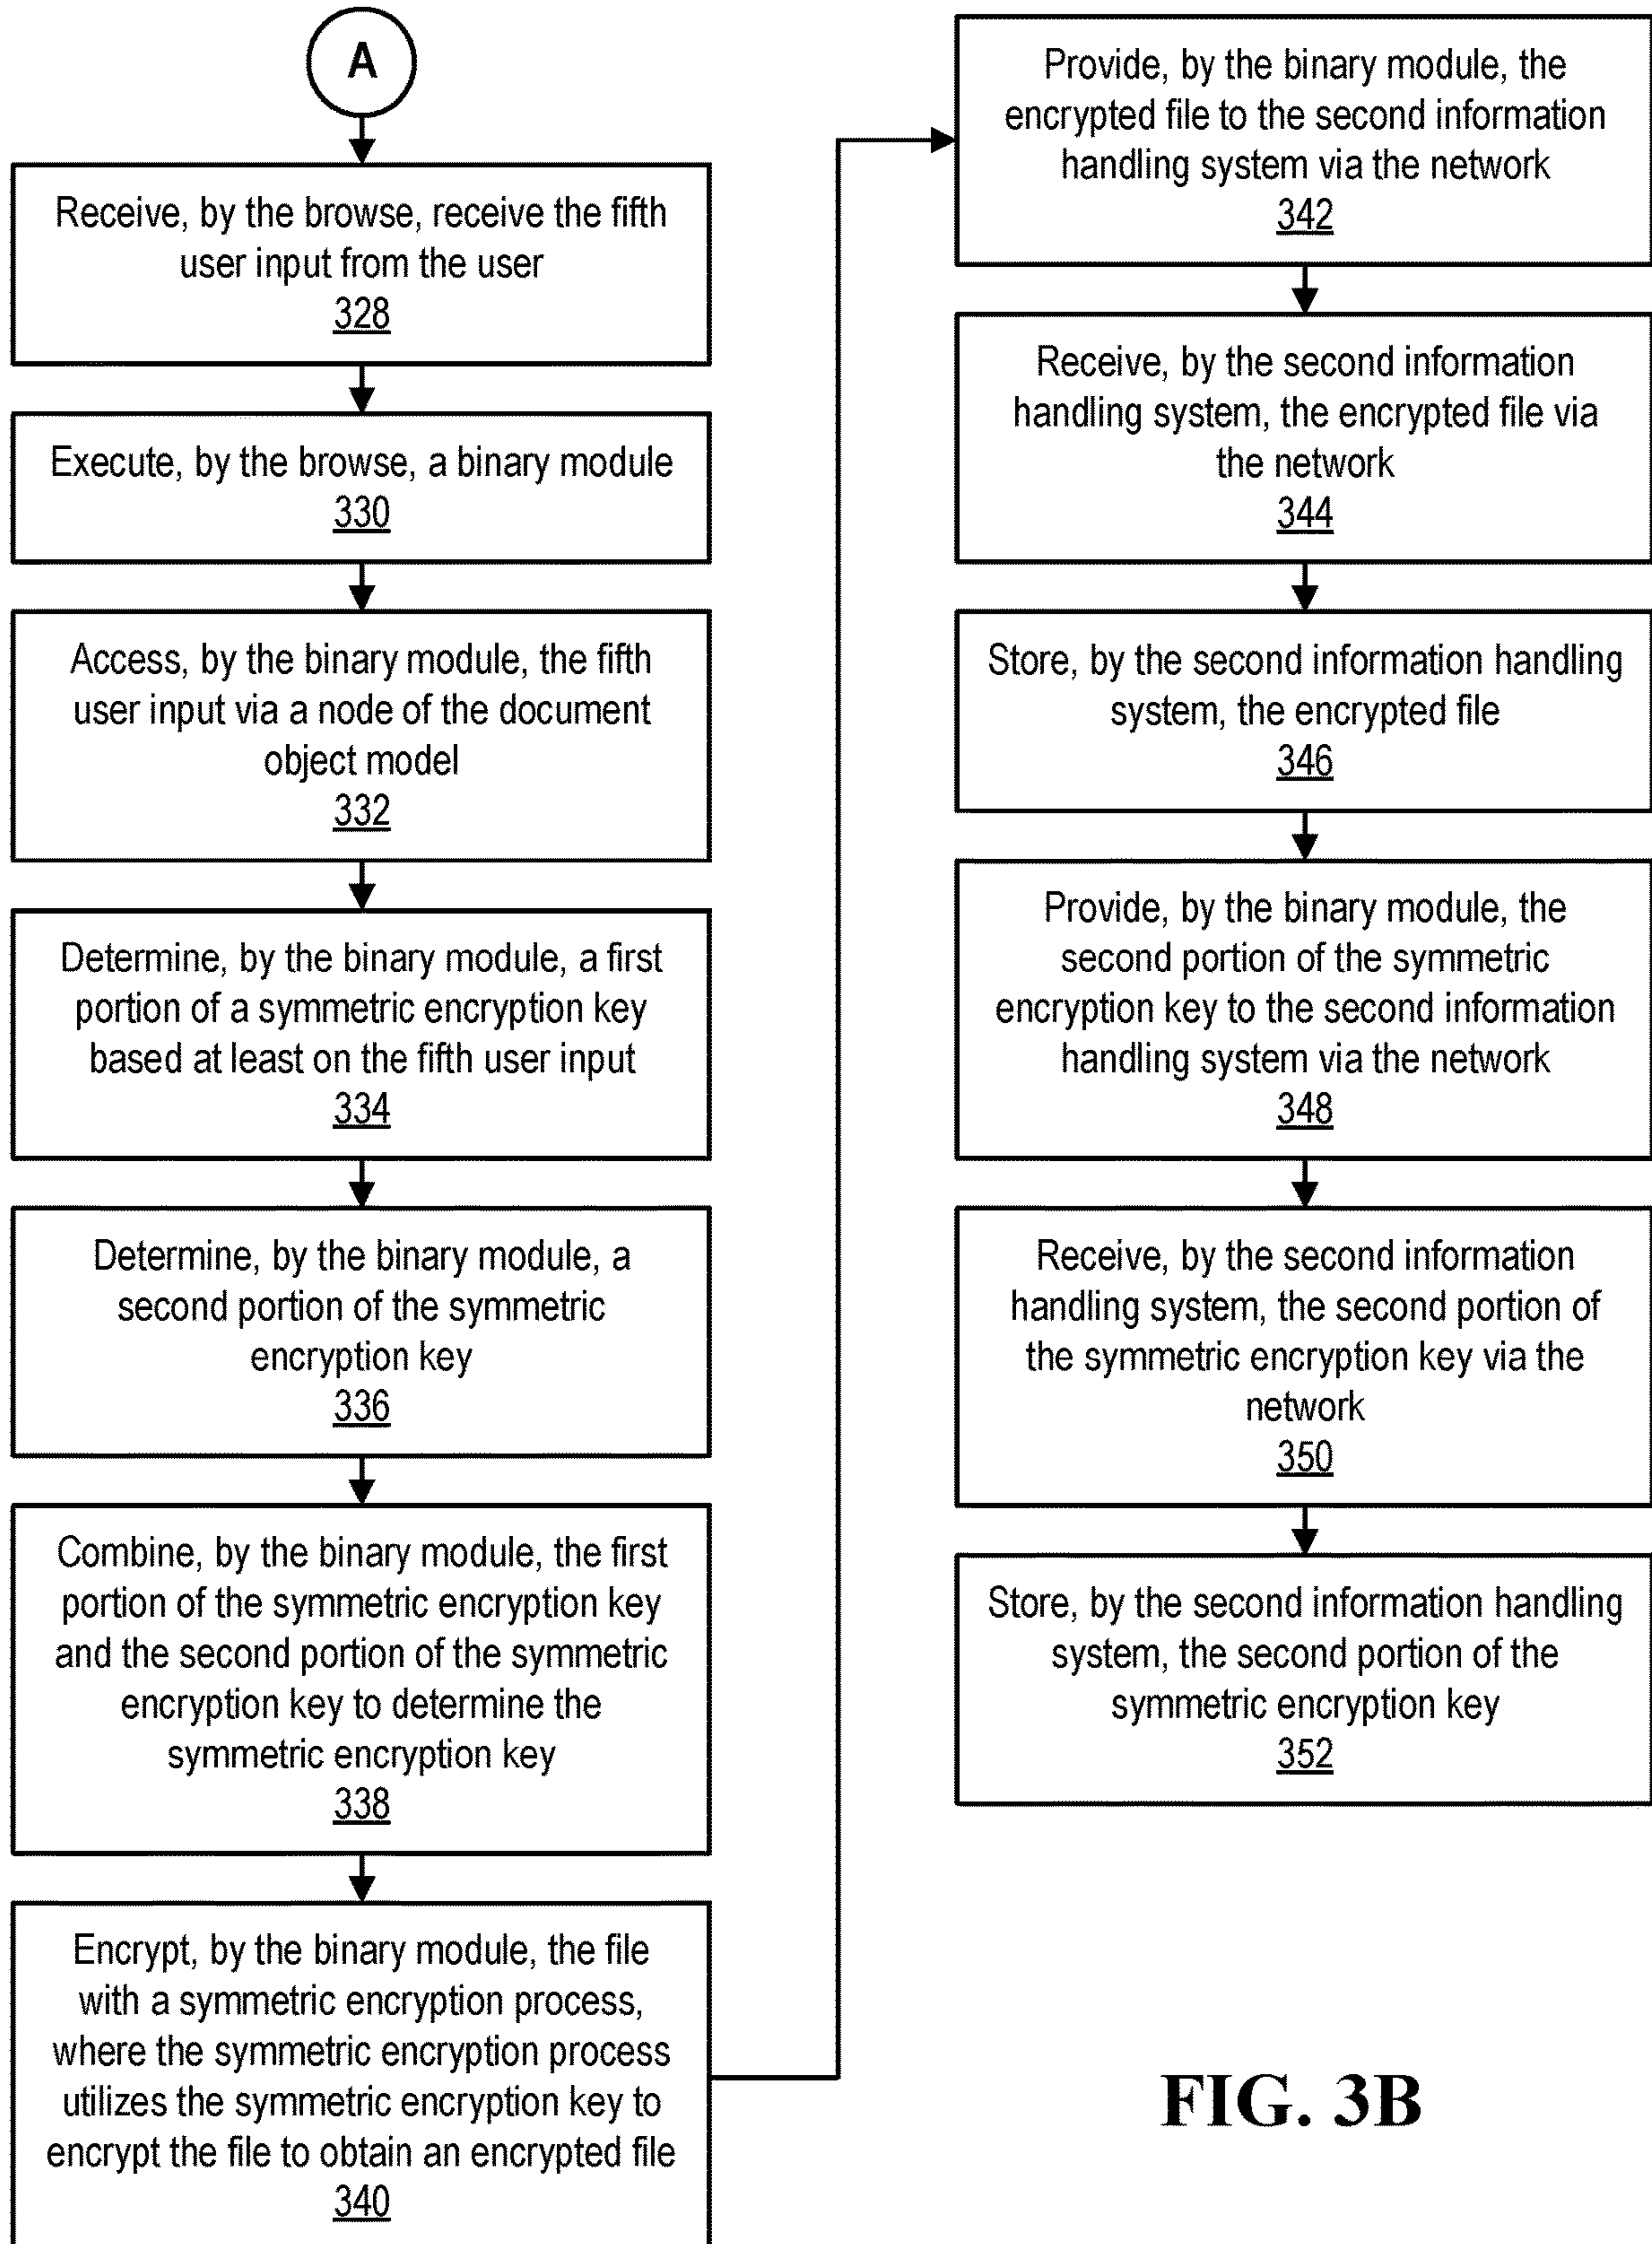 A
Receive, by the browse, receive the fifth
user input from the user
328
Execute, by the browse, a binary module
330
Access, by the binary module, the fifth
user input via a node of the document
object model
332
Determine, by the binary module, a first
portion of a symmetric encryption key
based at least on the fifth user input
334
Determine, by the binary module, a
second portion of the symmetric
encryption key
336
Combine, by the binary module, the first
portion of the symmetric encryption key
and the second portion of the symmetric
encryption key to determine the
symmetric encryption key
338
Encrypt, by the binary module, the file
with a symmetric encryption process,
where the symmetric encryption process
utilizes the symmetric encryption key to
encrypt the file to obtain an encrypted file
340
Provide, by the binary module, the
encrypted file to the second information
handling system via the network
342
Receive, by the second information
handling system, the encrypted file via
the network
344
Store, by the second information handling
system, the encrypted file
346
Provide, by the binary module, the
second portion of the symmetric
encryption key to the second information
handling system via the network
348
Receive, by the second information
handling system, the second portion of
the symmetric encryption key via the
network
350
Store, by the second information handling
system, the second portion of the
symmetric encryption key
352
FIG. 3B